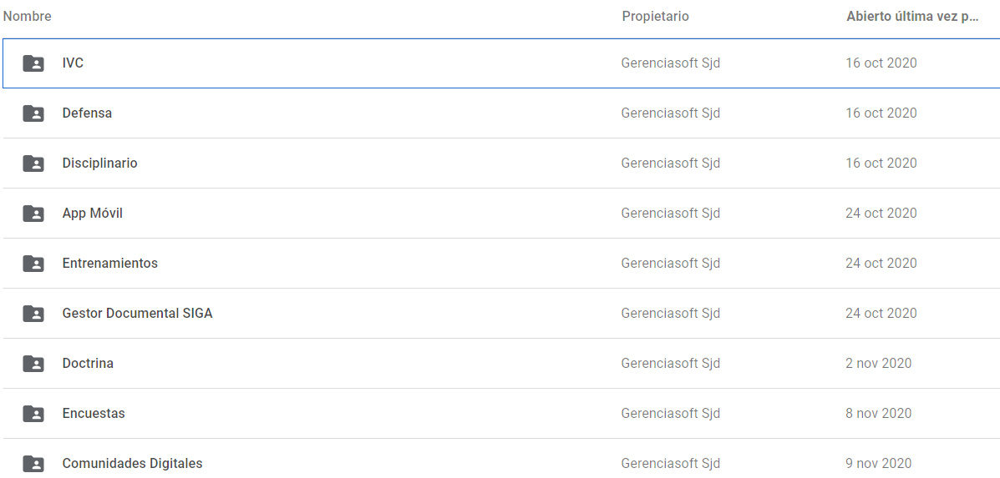 Nombre Propietario Abierto última vez p...
IVC Gerenciasoft Sjd 16 oct 2020
Defensa Gerenciasoft Sjd 16 oct 2020
Disciplinario Gerenciasoft Sjd 16 oct 2020
App Móvil Gerenciasoft Sjd 24 oct 2020
Entrenamientos Gerenciasoft Sjd 24 oct 2020
Gestor Documental SIGA Gerenciasoft Sjd 24 oct 2020
Doctrina Gerenciasoft Sjd 2 nov 2020
Encuestas Gerenciasoft Sjd 8 nov 2020
Comunidades Digitales Gerenciasoft Sjd 9 nov 2020